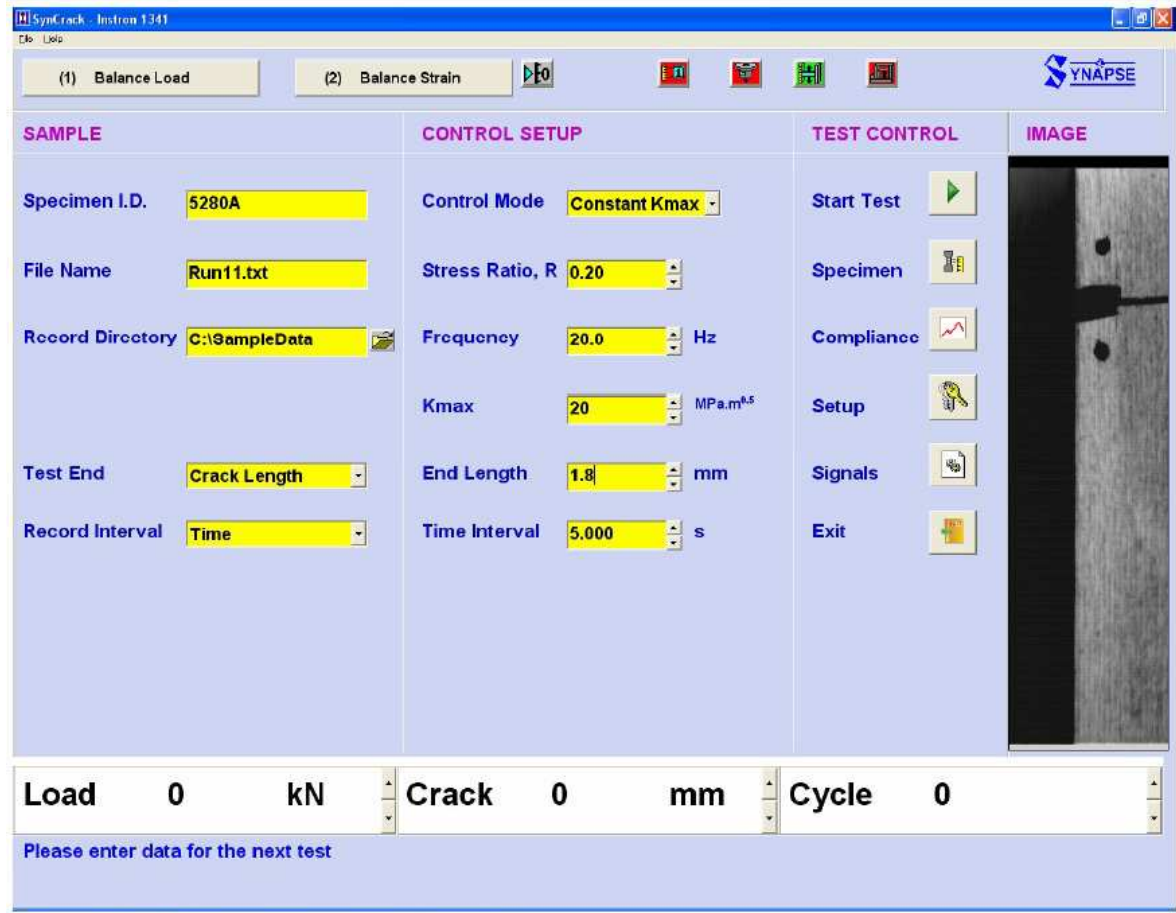 SynCrack - Instron 1341
File Help
(1) Balance Load (2) Balance Strain
SYNAPSE
SAMPLE CONTROL SETUP TEST CONTROL IMAGE
Specimen I.D. 5280A Control Mode Constant Kmax Start Test
File Name Run11.txt Stress Ratio, R 0.20 Specimen
Record Directory C:\SampleData Frequency 20.0 Hz Compliance
Kmax 20 MPa.m^0.5 Setup
Test End Crack Length End Length 1.8 mm Signals
Record Interval Time Time Interval 5.000 s Exit
Load 0 kN Crack 0 mm Cycle 0
Please enter data for the next test